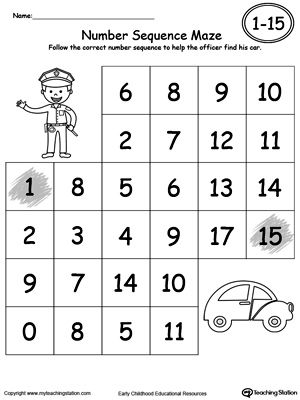 Name:
1-15
Number Sequence Maze
Follow the correct number sequence to help the officer find his car.
6 8 9 10
2 7 12 11
1 8 5 6 13 14
2 3 4 9 17 15
9 7 14 10
0 8 5 11
Copyright www.myteachingstation.com
Early Childhood Educational Resources
My Teaching Station